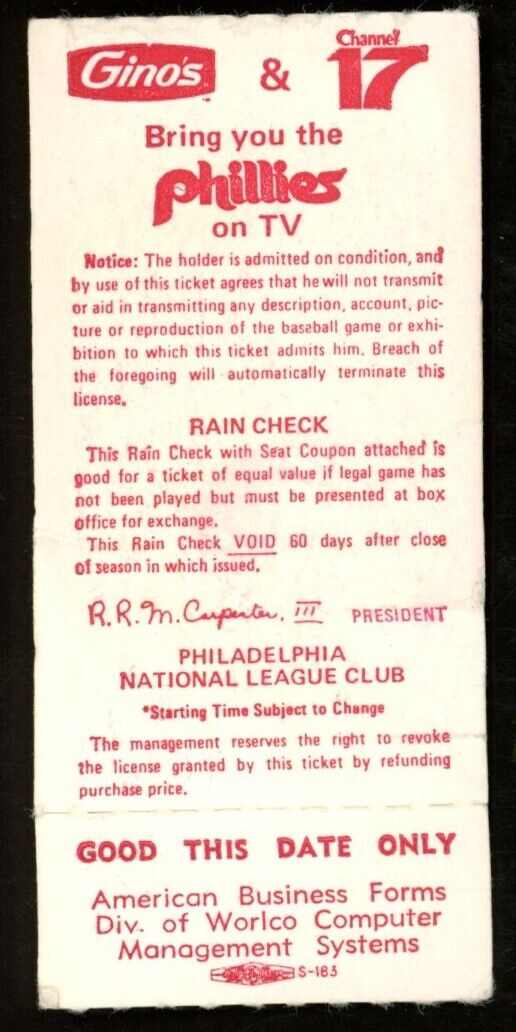 Gino's & Channel 17
Bring you the
phillies
on TV
Notice: The holder is admitted on condition, and
by use of this ticket agrees that he will not transmit
or aid in transmitting any description, account, pic-
ture or reproduction of the baseball game or exhi-
bition to which this ticket admits him. Breach of
the foregoing will automatically terminate this
license.
RAIN CHECK
This Rain Check with Seat Coupon attached is
good for a ticket of equal value if legal game has
not been played but must be presented at box
office for exchange.
This Rain Check VOID 60 days after close
of season in which issued.
R.R.M. Carpenter, III PRESIDENT
PHILADELPHIA
NATIONAL LEAGUE CLUB
*Starting Time Subject to Change
The management reserves the right to revoke
the license granted by this ticket by refunding
purchase price.
GOOD THIS DATE ONLY
American Business Forms
Div. of Worlco Computer
Management Systems
S-183